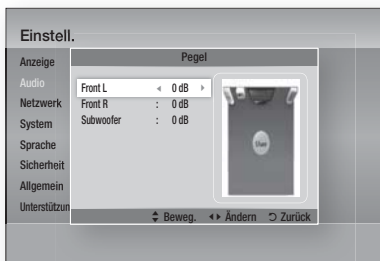 Einstell.
Anzeige
Audio
Netzwerk
System
Sprache
Sicherheit
Allgemein
Unterstützun
Pegel
Front L ◀ 0 dB ▶
Front R : 0 dB
Subwoofer : 0 dB
User
Beweg. Ändern Zurück